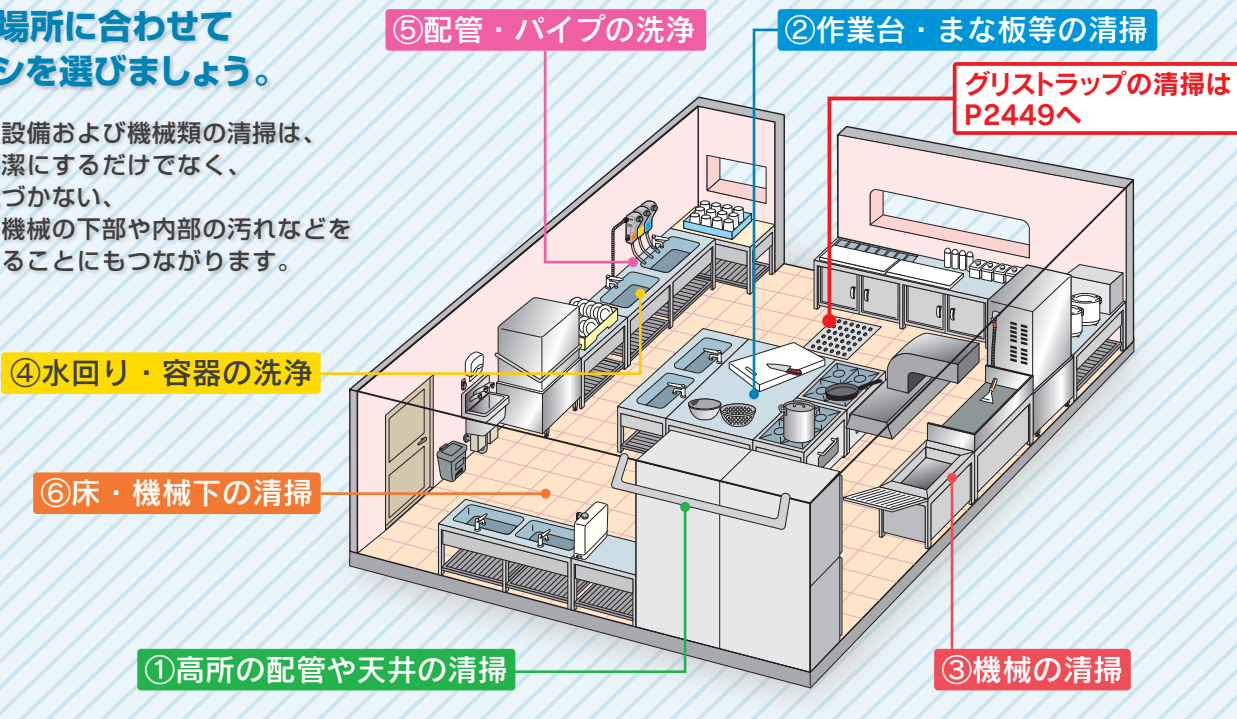 場所に合わせて
シを選びましょう。
設備および機械類の清掃は、
潔にするだけでなく、
づかない、
機械の下部や内部の汚れなどを
ることにもつながります。
⑤配管・パイプの洗浄
②作業台・まな板等の清掃
グリストラップの清掃は
P2449へ
④水回り・容器の洗浄
⑥床・機械下の清掃
①高所の配管や天井の清掃
③機械の清掃